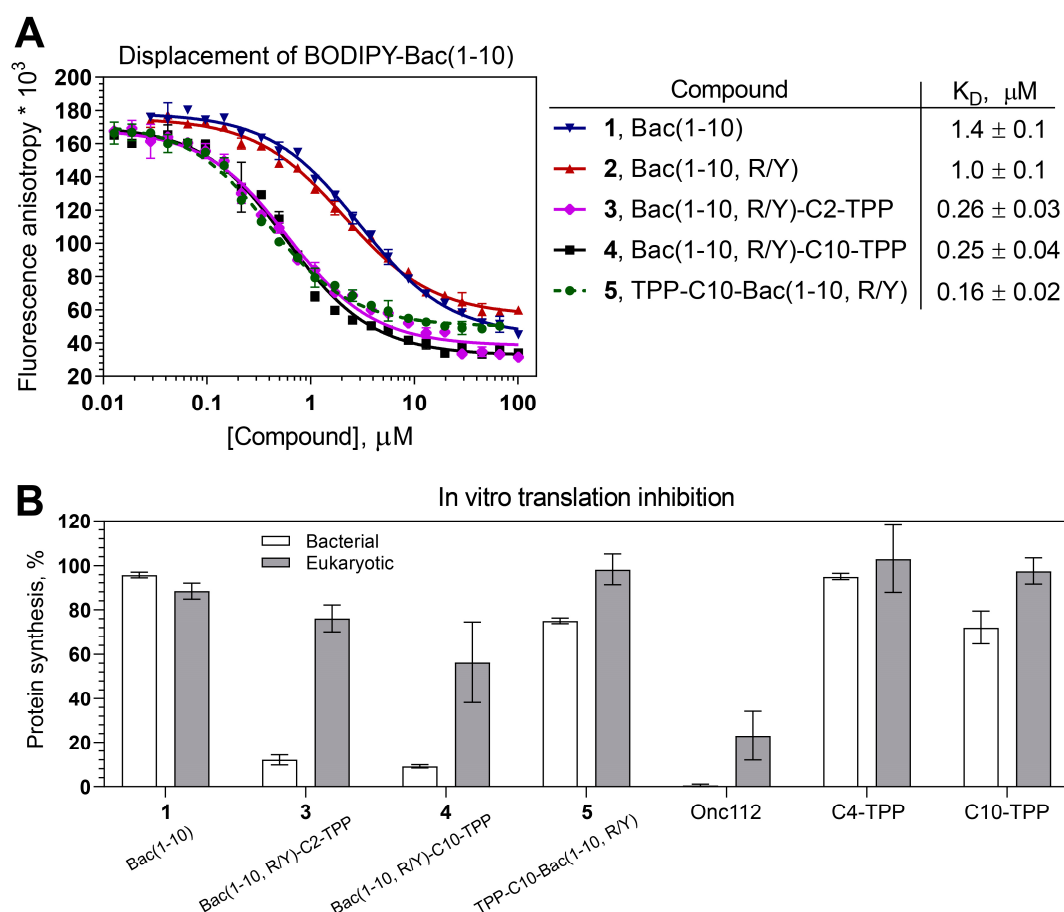 A
Displacement of BODIPY-Bac(1-10)
Fluorescence anisotropy * 10³
200
180
160
140
120
100
80
60
40
20
0.01 0.1 1 10 100
[Compound], μM
Compound K_D, μM
1, Bac(1-10) 1.4 ± 0.1
2, Bac(1-10, R/Y) 1.0 ± 0.1
3, Bac(1-10, R/Y)-C2-TPP 0.26 ± 0.03
4, Bac(1-10, R/Y)-C10-TPP 0.25 ± 0.04
5, TPP-C10-Bac(1-10, R/Y) 0.16 ± 0.02
B
In vitro translation inhibition
Protein synthesis, %
120
100
80
60
40
20
0
Bacterial
Eukaryotic
1 3 4 5 Onc112 C4-TPP C10-TPP
Bac(1-10)
Bac(1-10, R/Y)-C2-TPP
Bac(1-10, R/Y)-C10-TPP
TPP-C10-Bac(1-10, R/Y)